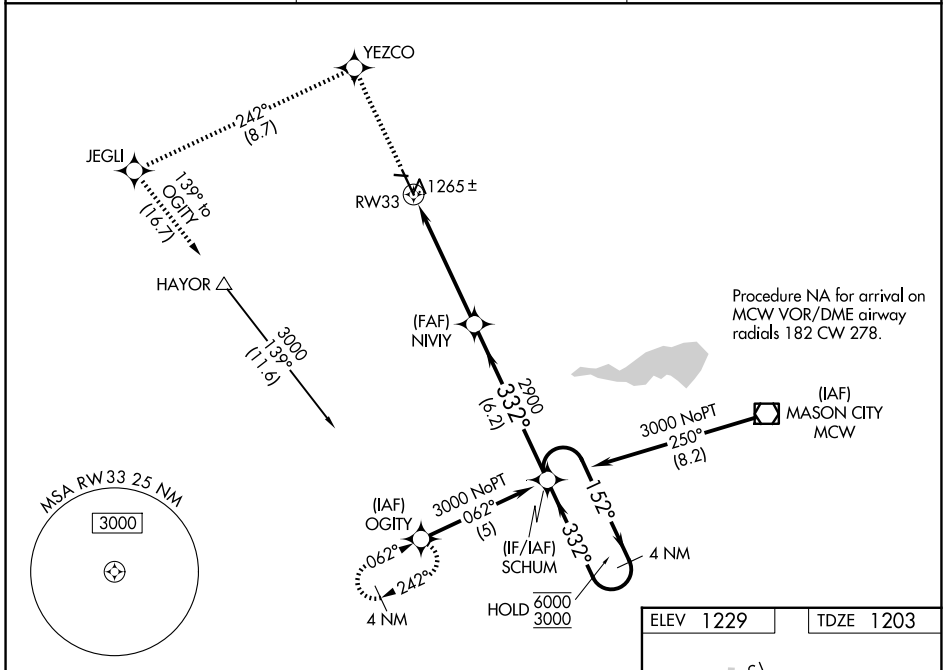 YEZCO
242°
(8.7)
JEGLI
139° to
OGITY
(16.7)
1265 ±
RW33
HAYOR
3000
139°
(11.6)
(FAF)
NIVIY
Procedure NA for arrival on
MCW VOR/DME airway
radials 182 CW 278.
2900
332°
(6.2)
(IAF)
MASON CITY
MCW
3000 NoPT
250°
(8.2)
MSA RW33 25 NM
3000
(IAF)
OGITY
3000 NoPT
062°
(5)
(IF/IAF)
SCHUM
152°
332°
4 NM
062°
242°
4 NM
HOLD 6000
3000
ELEV 1229
TDZE 1203